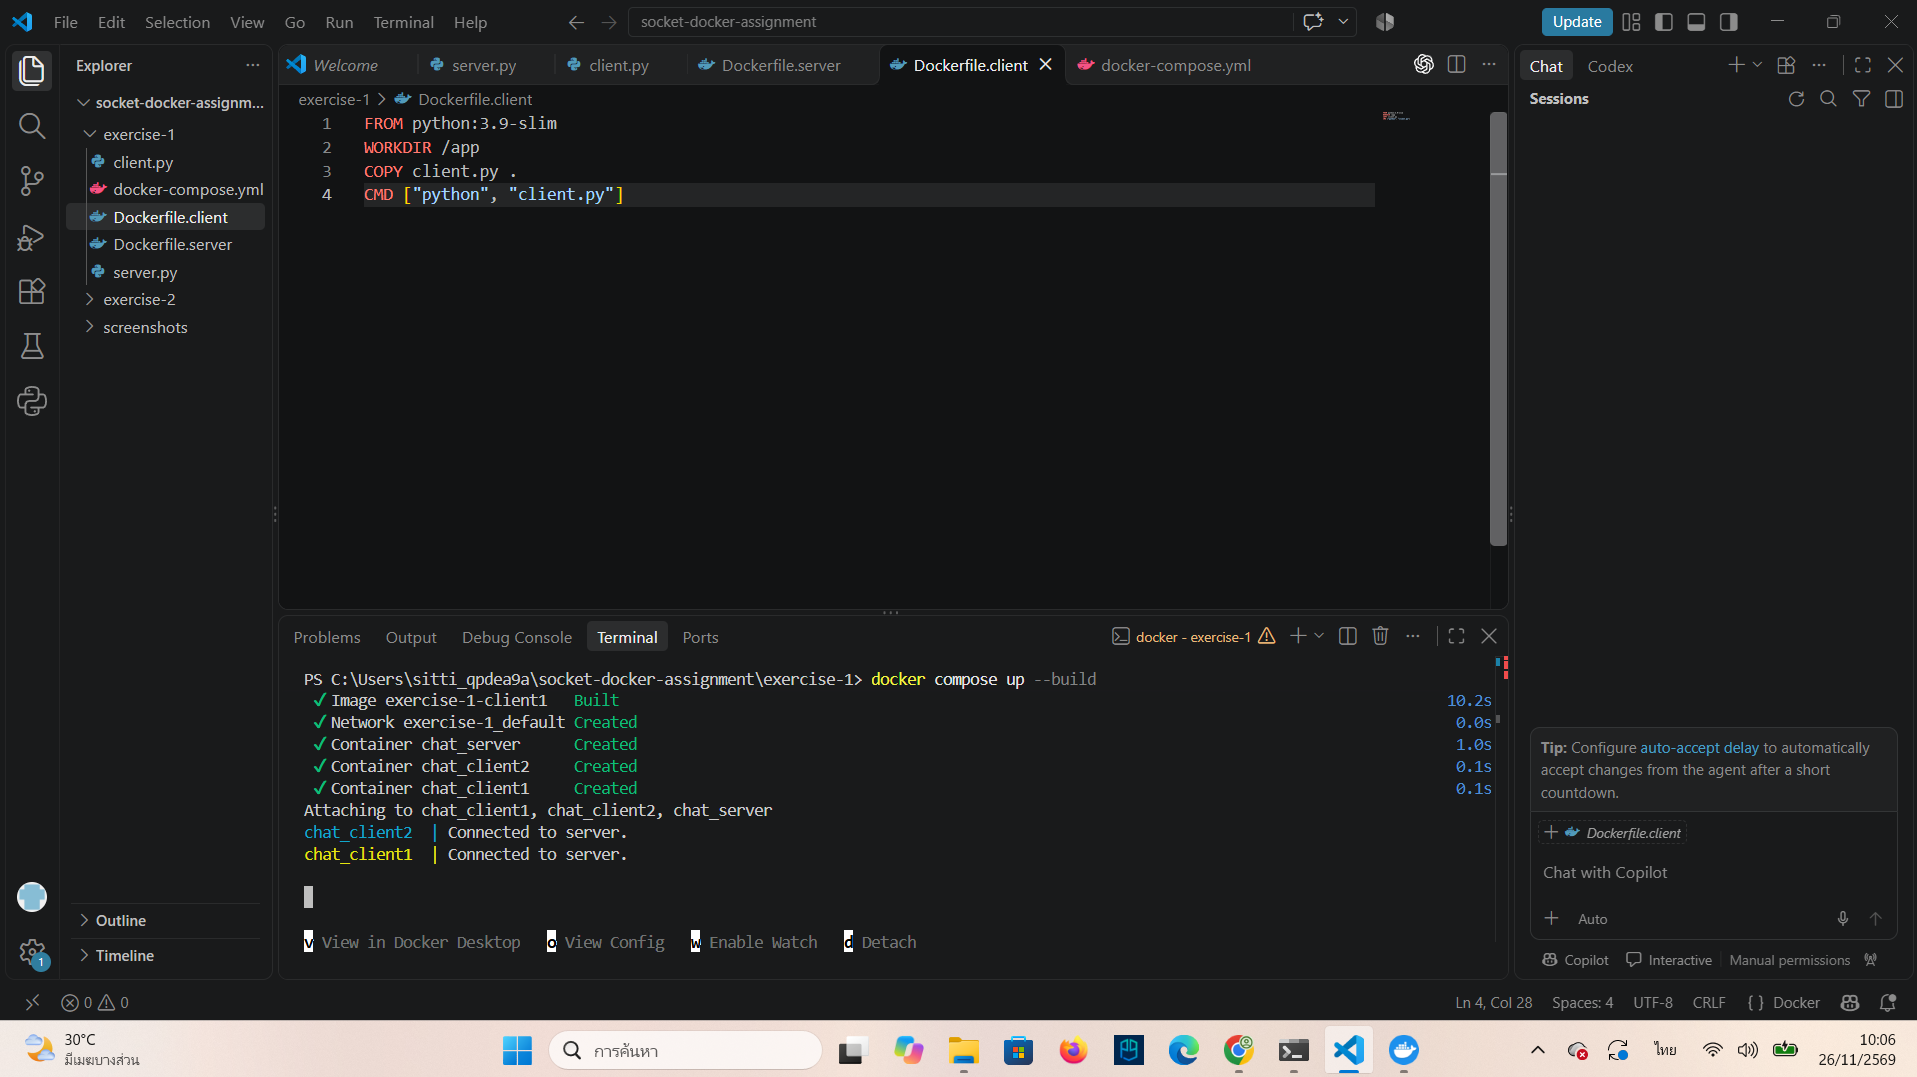 File Edit Selection View Go Run Terminal Help
socket-docker-assignment
Update
Explorer
socket-docker-assignm...
exercise-1
client.py
docker-compose.yml
Dockerfile.client
Dockerfile.server
server.py
exercise-2
screenshots
Outline
Timeline
1
Welcome server.py client.py Dockerfile.server Dockerfile.client docker-compose.yml
exercise-1 > Dockerfile.client
1 FROM python:3.9-slim
2 WORKDIR /app
3 COPY client.py .
4 CMD ["python", "client.py"]
Problems Output Debug Console Terminal Ports
docker - exercise-1
PS C:\Users\sitti_qpdea9a\socket-docker-assignment\exercise-1> docker compose up --build
✓ Image exercise-1-client1 Built 10.2s
✓ Network exercise-1_default Created 0.0s
✓ Container chat_server Created 1.0s
✓ Container chat_client2 Created 0.1s
✓ Container chat_client1 Created 0.1s
Attaching to chat_client1, chat_client2, chat_server
chat_client2 | Connected to server.
chat_client1 | Connected to server.
v View in Docker Desktop o View Config w Enable Watch d Detach
Chat Codex
Sessions
Tip: Configure auto-accept delay to automatically
accept changes from the agent after a short
countdown.
Dockerfile.client
Chat with Copilot
Auto
Copilot Interactive Manual permissions
0 0
Ln 4, Col 28 Spaces: 4 UTF-8 CRLF { } Docker
30°C
มีเมฆบางส่วน
การค้นหา
ไทย
10:06
26/11/2569